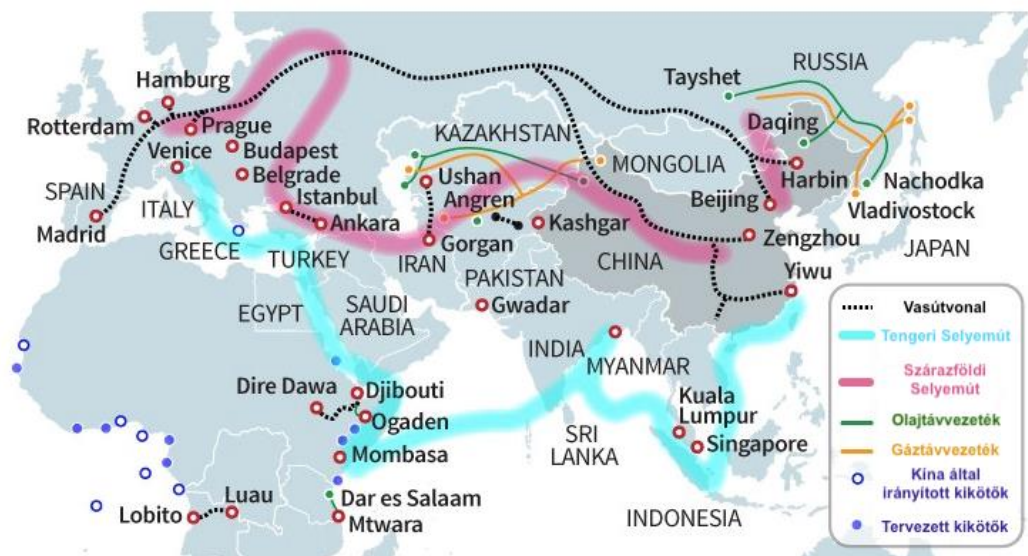 Hamburg
Rotterdam
Prague
Venice
Budapest
Belgrade
SPAIN
ITALY
Istanbul
Madrid
Ankara
GREECE
TURKEY
KAZAKHSTAN
Ushan
Angren
Gorgan
IRAN
Kashgar
PAKISTAN
Gwadar
Tayshet
RUSSIA
Daqing
MONGOLIA
Harbin
Beijing
Nachodka
Vladivostock
Zengzhou
JAPAN
CHINA
Yiwu
EGYPT
SAUDI
ARABIA
INDIA
MYANMAR
Dire Dawa
Djibouti
Ogaden
Mombasa
SRI
LANKA
Kuala
Lumpur
Singapore
Luau
Lobito
Dar es Salaam
Mtwara
INDONESIA
Vasútvonal
Tengeri Selyemút
Szárazföldi
Selyemút
Olajtávvezeték
Gáztávvezeték
Kína által
irányított kikötők
Tervezett kikötők